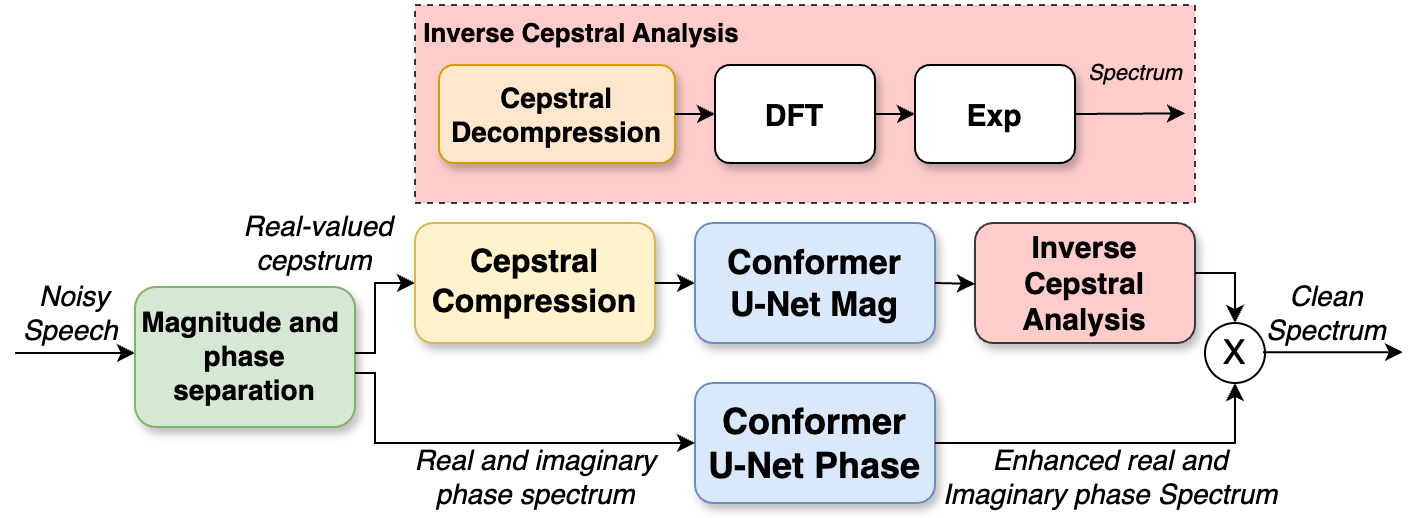 Inverse Cepstral Analysis
Cepstral
Decompression
DFT
Exp
Spectrum
Noisy
Speech
Magnitude and
phase
separation
Real-valued
cepstrum
Cepstral
Compression
Conformer
U-Net Mag
Inverse
Cepstral
Analysis
X
Clean
Spectrum
Real and imaginary
phase spectrum
Conformer
U-Net Phase
Enhanced real and
Imaginary phase Spectrum